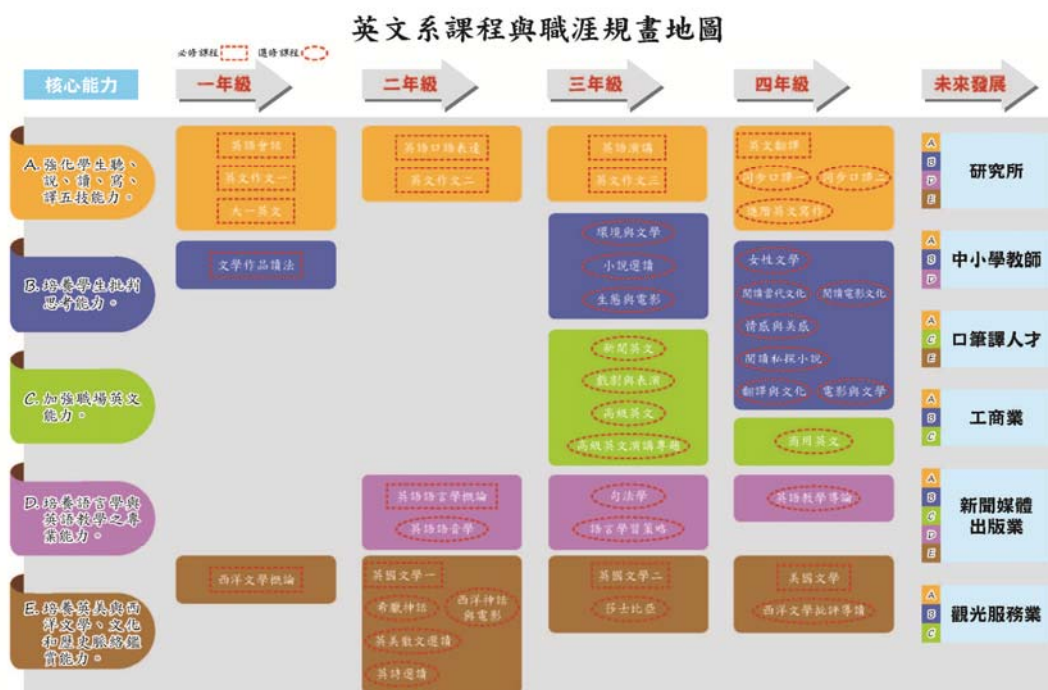 英文系課程與職涯規畫地圖
必修課程 選修課程
核心能力 一年級 二年級 三年級 四年級 未來發展
A. 強化學生聽、
說、讀、寫、
譯五技能力。
英語會話
英文作文一
大一英文
英語口語表達
英文作文二
英語演講
英文作文三
英文翻譯
同步口譯一 同步口譯二
進階英文寫作
B. 培養學生批判
思考能力。
文學作品讀法
環境與文學
小說選讀
生態與電影
女性文學
閱讀當代文化 閱讀電影文化
情感與美感
閱讀私探小說
翻譯與文化 電影與文學
C. 加強職場英文
能力。
新聞英文
戲劇與表演
高級英文
高級英文演講專題
商用英文
D. 培養語言學與
英語教學之專
業能力。
英語語言學概論
英語語音學
句法學
語言學習策略
英語教學導論
E. 培養英美與西
洋文學、文化
和歷史脈絡鑑
賞能力。
西洋文學概論
英國文學一
希臘神話 西洋神話
與電影
英美散文選讀
英詩選讀
英國文學二
莎士比亞
美國文學
西洋文學批評導讀
A
B
D
E
研究所
A
B
D
中小學教師
A
C
E
口筆譯人才
A
B
C
工商業
A
B
C
D
E
新聞媒體
出版業
A
B
C
觀光服務業